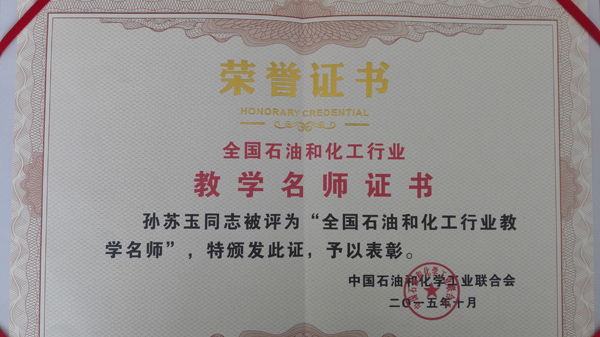 荣誉证书
HONORARY CREDENTIAL
全国石油和化工行业
教学名师证书
孙苏玉同志被评为“全国石油和化工行业教
学名师”，特颁发此证，予以表彰。
中国石油和化学工业联合会
二〇一五年十月